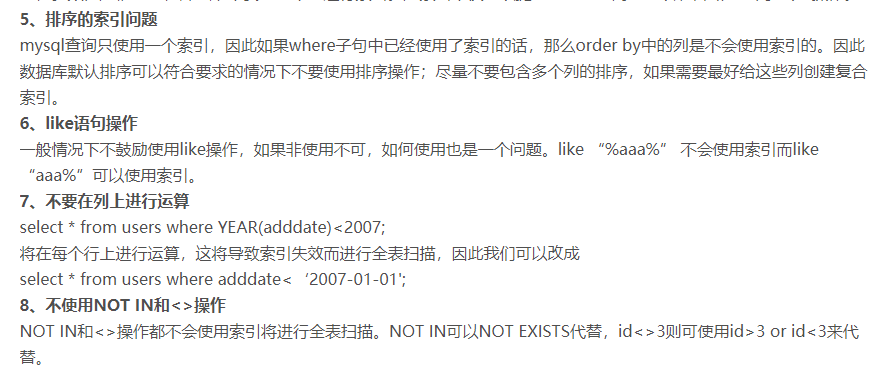 5、排序的索引问题
mysql查询只使用一个索引，因此如果where子句中已经使用了索引的话，那么order by中的列是不会使用索引的。因此
数据库默认排序可以符合要求的情况下不要使用排序操作；尽量不要包含多个列的排序，如果需要最好给这些列创建复合
索引。
6、like语句操作
一般情况下不鼓励使用like操作，如果非使用不可，如何使用也是一个问题。like “%aaa%” 不会使用索引而like
“aaa%”可以使用索引。
7、不要在列上进行运算
select * from users where YEAR(adddate)<2007;
将在每个行上进行运算，这将导致索引失效而进行全表扫描，因此我们可以改成
select * from users where adddate<‘2007-01-01';
8、不使用NOT IN和<>操作
NOT IN和<>操作都不会使用索引将进行全表扫描。NOT IN可以NOT EXISTS代替，id<>3则可使用id>3 or id<3来代
替。